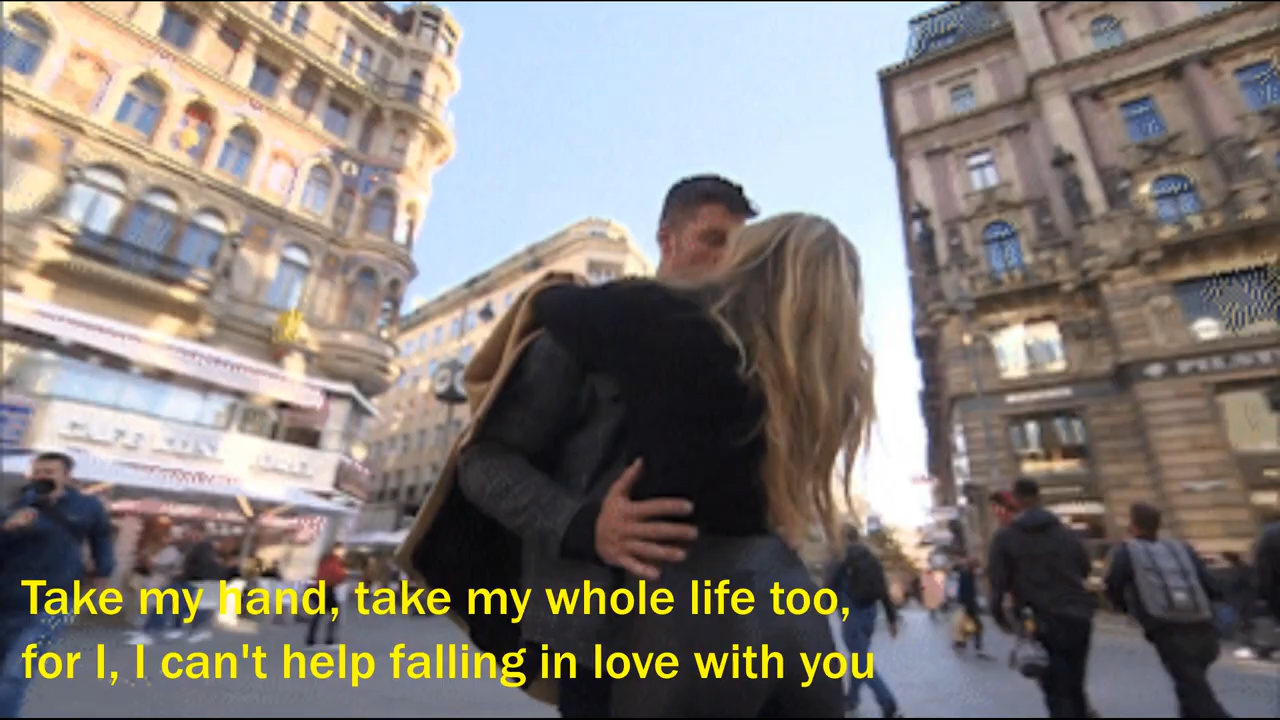 Take my hand, take my whole life too,
for I, I can't help falling in love with you